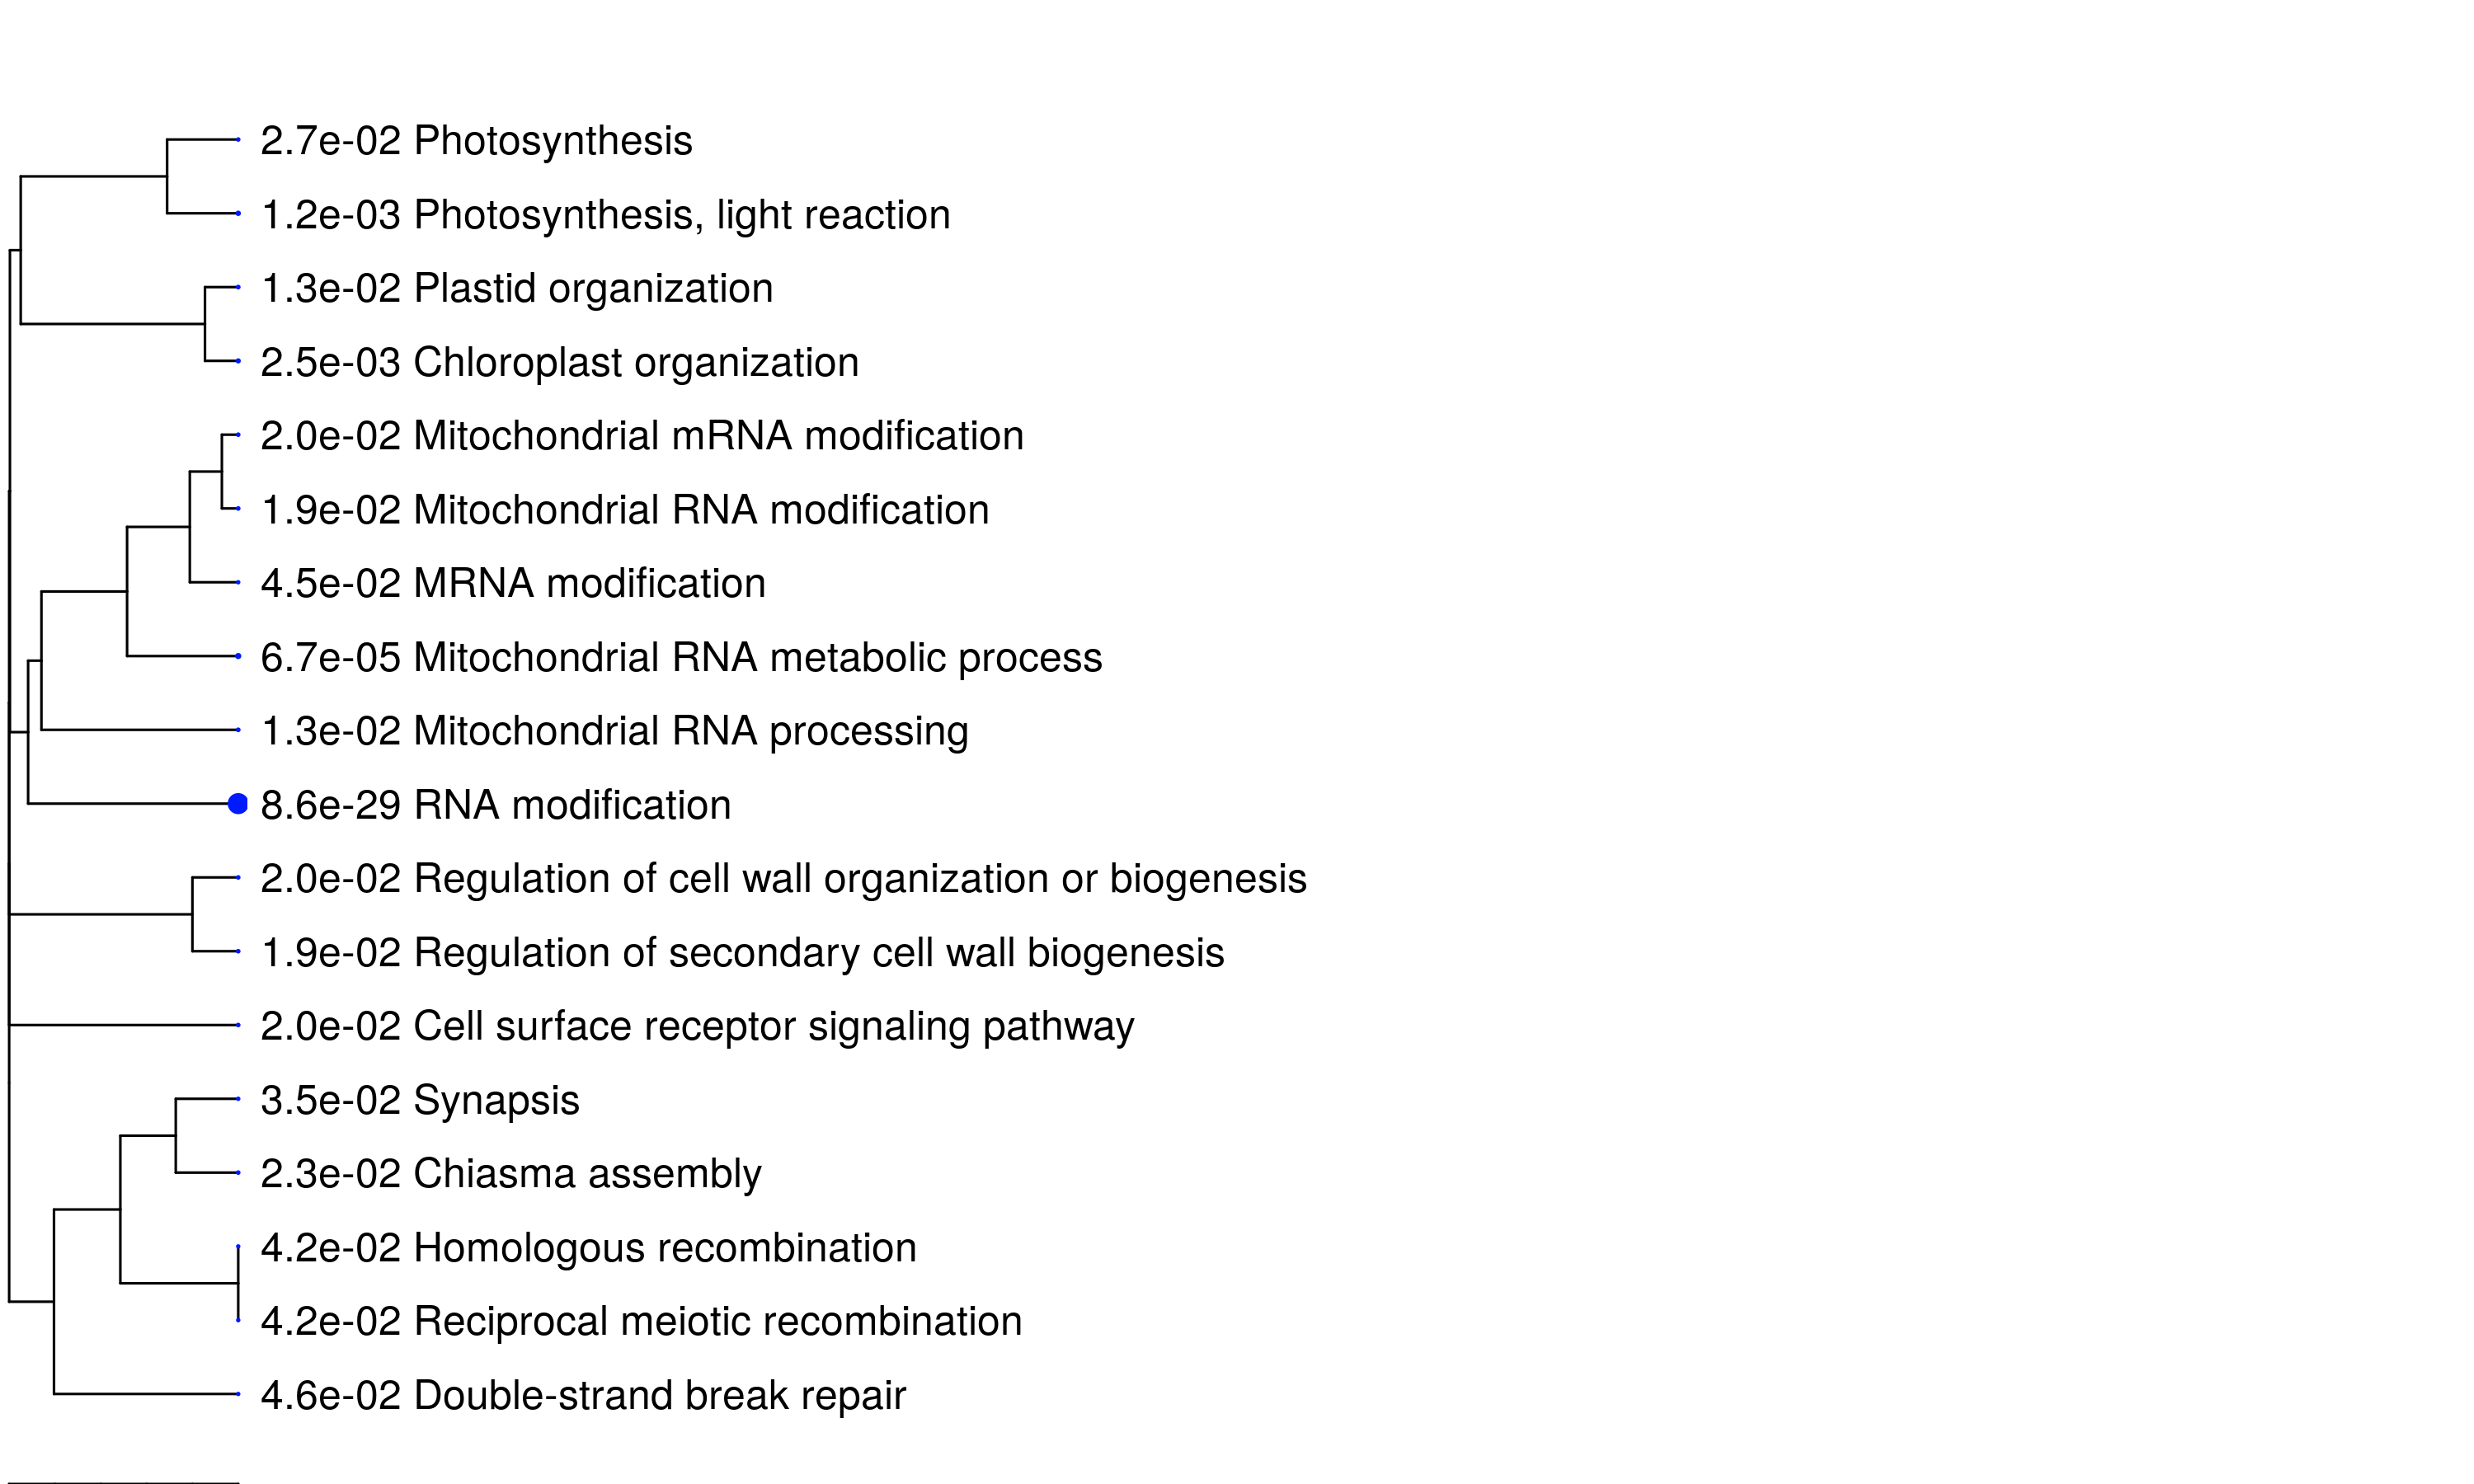 2.7e-02 Photosynthesis
1.2e-03 Photosynthesis, light reaction
1.3e-02 Plastid organization
2.5e-03 Chloroplast organization
2.0e-02 Mitochondrial mRNA modification
1.9e-02 Mitochondrial RNA modification
4.5e-02 MRNA modification
6.7e-05 Mitochondrial RNA metabolic process
1.3e-02 Mitochondrial RNA processing
8.6e-29 RNA modification
2.0e-02 Regulation of cell wall organization or biogenesis
1.9e-02 Regulation of secondary cell wall biogenesis
2.0e-02 Cell surface receptor signaling pathway
3.5e-02 Synapsis
2.3e-02 Chiasma assembly
4.2e-02 Homologous recombination
4.2e-02 Reciprocal meiotic recombination
4.6e-02 Double-strand break repair